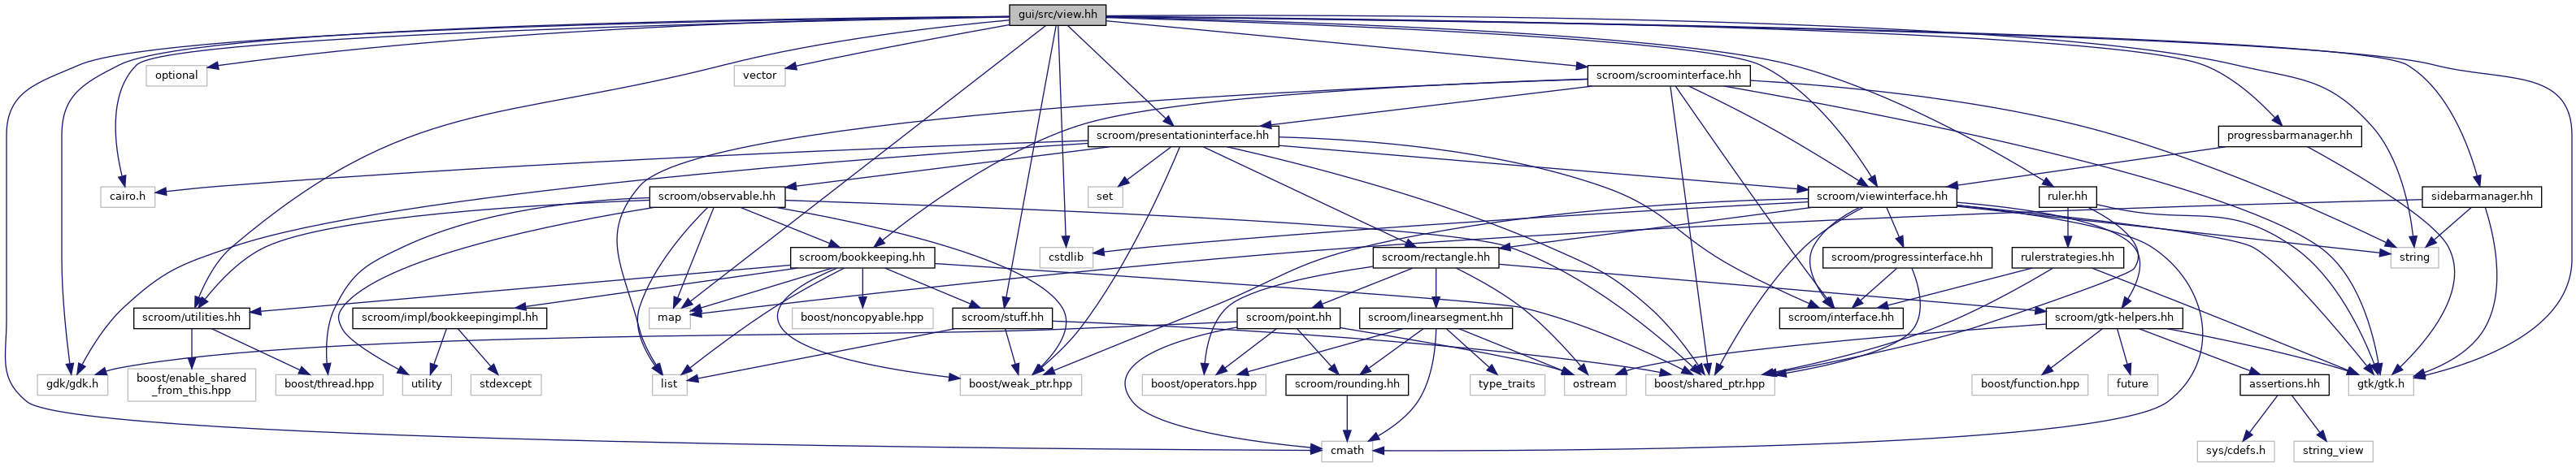 gui/src/view.hh
optional
vector
scroom/scroominterface.hh
scroom/presentationinterface.hh
progressbarmanager.hh
cairo.h
scroom/observable.hh
set
scroom/viewinterface.hh
ruler.hh
sidebarmanager.hh
scroom/bookkeeping.hh
cstdlib
scroom/rectangle.hh
scroom/progressinterface.hh
rulerstrategies.hh
string
scroom/utilities.hh
scroom/impl/bookkeepingimpl.hh
map
boost/noncopyable.hpp
scroom/stuff.hh
scroom/point.hh
scroom/linearsegment.hh
scroom/interface.hh
scroom/gtk-helpers.hh
gdk/gdk.h
boost/enable_shared
_from_this.hpp
boost/thread.hpp
utility
stdexcept
list
boost/weak_ptr.hpp
boost/operators.hpp
scroom/rounding.hh
type_traits
ostream
boost/shared_ptr.hpp
boost/function.hpp
future
assertions.hh
gtk/gtk.h
cmath
sys/cdefs.h
string_view